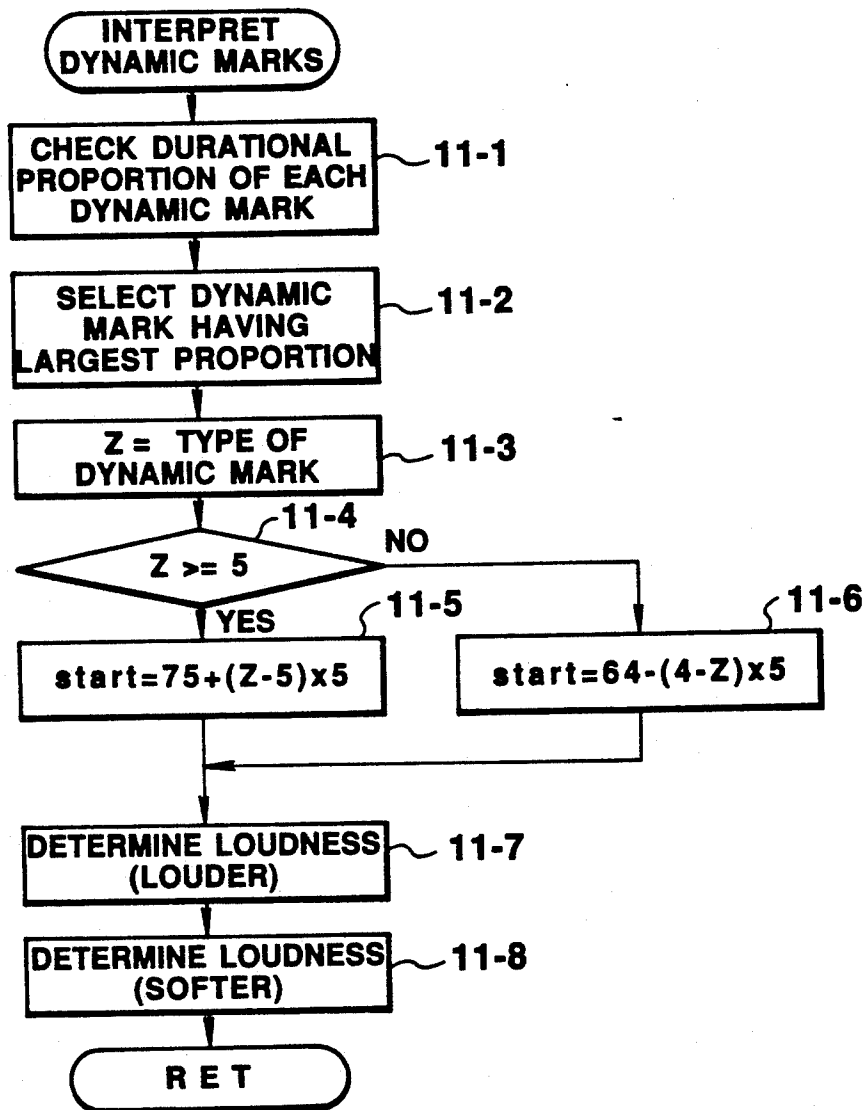 INTERPRET
DYNAMIC MARKS
CHECK DURATIONAL
PROPORTION OF EACH
DYNAMIC MARK
11-1
SELECT DYNAMIC
MARK HAVING
LARGEST PROPORTION
11-2
Z = TYPE OF
DYNAMIC MARK
11-3
11-4
Z >= 5
NO
YES
11-5
start=75+(Z-5)x5
11-6
start=64-(4-Z)x5
DETERMINE LOUDNESS
(LOUDER)
11-7
DETERMINE LOUDNESS
(SOFTER)
11-8
RET